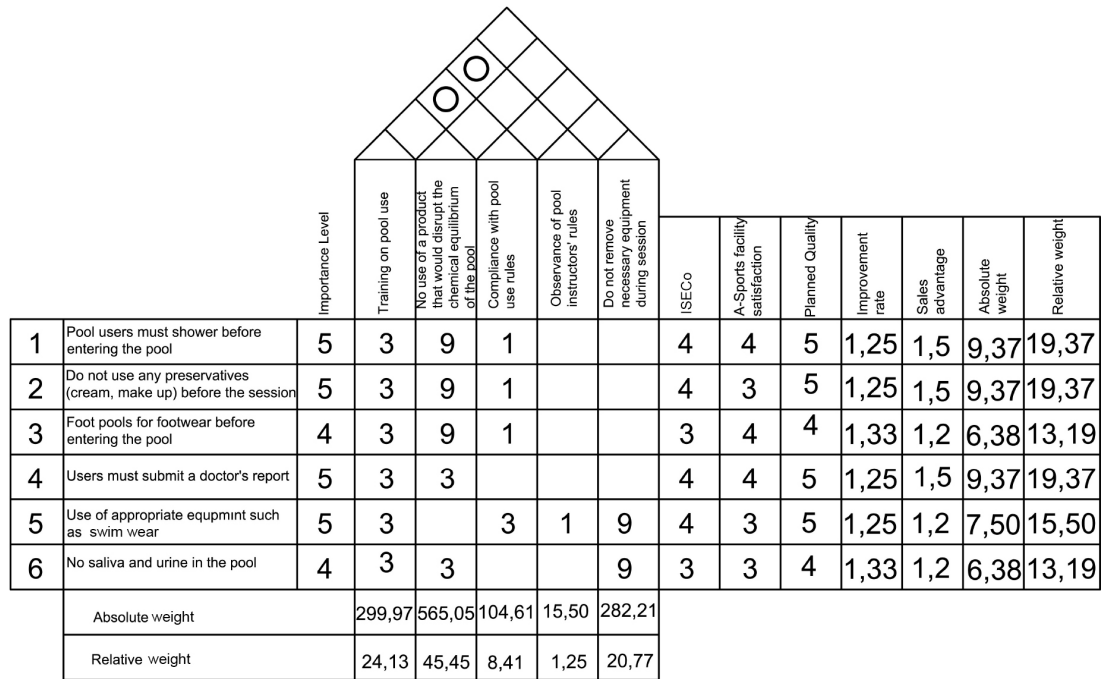 Importance Level
Training on pool use
No use of a product
that would disrupt the
chemical equilibrium
of the pool
Compliance with pool
use rules
Observance of pool
instructors' rules
Do not remove
necessary equipment
during session
ISECo
A-Sports facility
satisfaction
Planned Quality
Improvement
rate
Sales
advantage
Absolute
weight
Relative weight
1 Pool users must shower before
entering the pool 5 3 9 1 4 4 5 1,25 1,5 9,37 19,37
2 Do not use any preservatives
(cream, make up) before the session 5 3 9 1 4 3 5 1,25 1,5 9,37 19,37
3 Foot pools for footwear before
entering the pool 4 3 9 1 3 4 4 1,33 1,2 6,38 13,19
4 Users must submit a doctor's report 5 3 3 4 4 5 1,25 1,5 9,37 19,37
5 Use of appropriate equpmınt such
as swim wear 5 3 3 1 9 4 3 5 1,25 1,2 7,50 15,50
6 No saliva and urine in the pool 4 3 3 9 3 3 4 1,33 1,2 6,38 13,19
Absolute weight 299,97 565,05 104,61 15,50 282,21
Relative weight 24,13 45,45 8,41 1,25 20,77